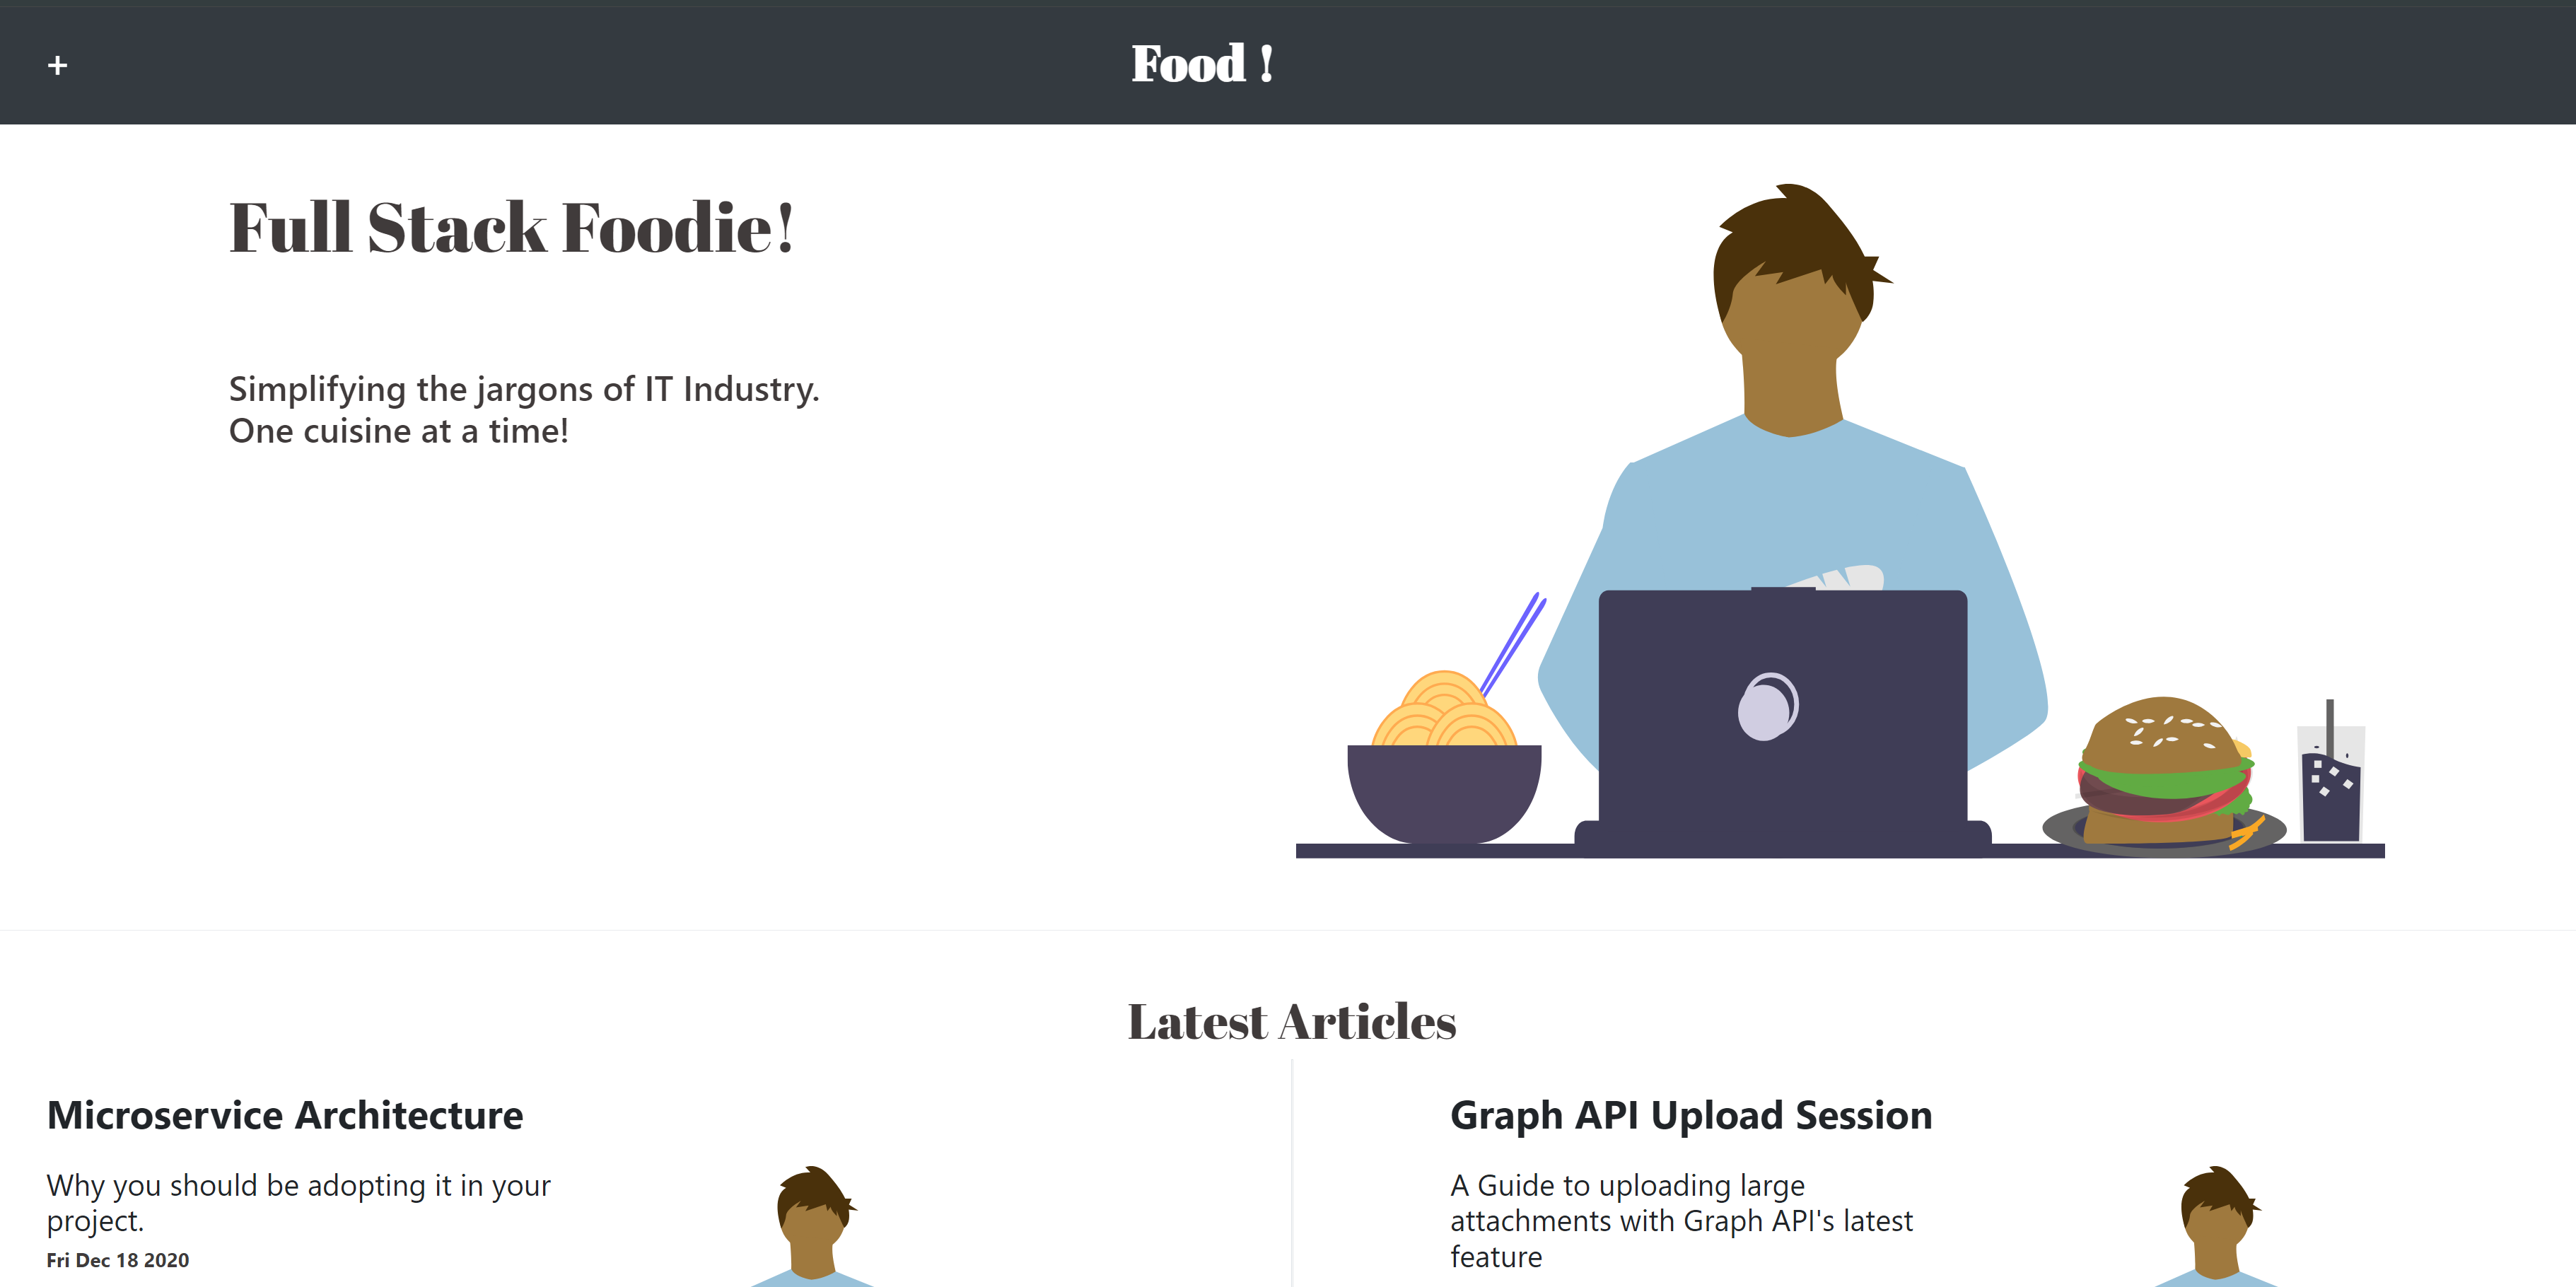 +
Food !
Full Stack Foodie!
Simplifying the jargons of IT Industry.
One cuisine at a time!
Latest Articles
Microservice Architecture
Why you should be adopting it in your
project.
Fri Dec 18 2020
Graph API Upload Session
A Guide to uploading large
attachments with Graph API's latest
feature